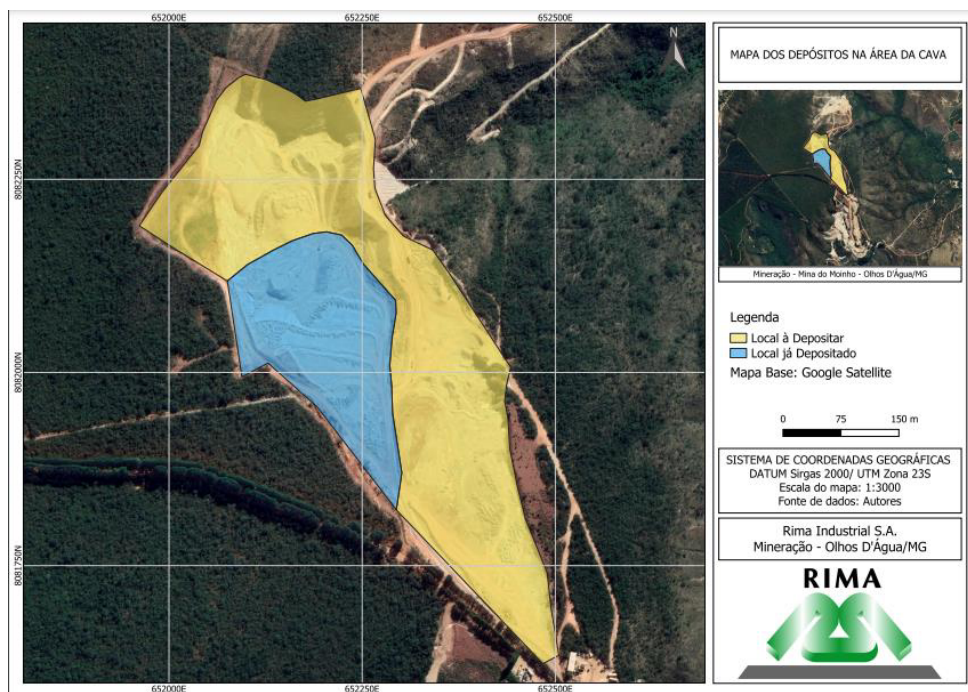 652000E 652250E 652500E
8082250N
8082000N
8081750N
652000E 652250E 652500E
N
MAPA DOS DEPÓSITOS NA ÁREA DA CAVA
Mineração - Mina do Moinho - Olhos D'Água/MG
Legenda
Local à Depositar
Local já Depositado
Mapa Base: Google Satellite
0 75 150 m
SISTEMA DE COORDENADAS GEOGRÁFICAS
DATUM Sirgas 2000/ UTM Zona 23S
Escala do mapa: 1:3000
Fonte de dados: Autores
Rima Industrial S.A.
Mineração - Olhos D'Água/MG
RIMA